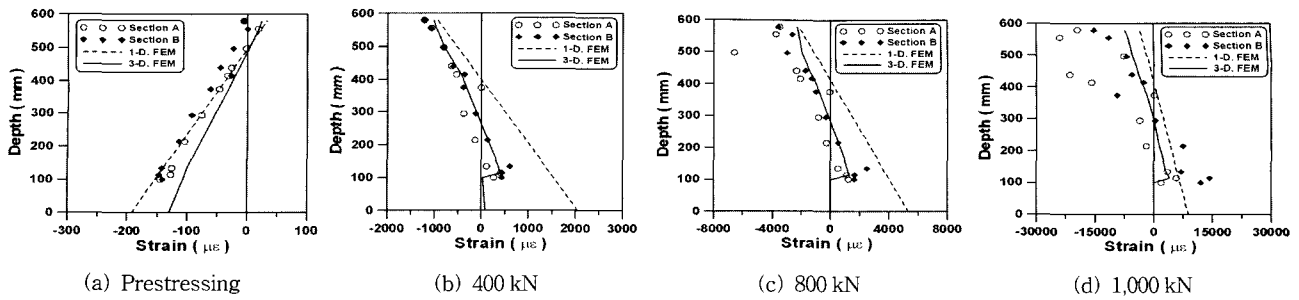 600
500
400
300
200
100
0
Depth ( mm )
Section A
Section B
1-D. FEM
3-D. FEM
-300 -200 -100 0 100
Strain ( με )
(a) Prestressing
600
500
400
300
200
100
0
Depth ( mm )
Section A
Section B
1-D. FEM
3-D. FEM
-2000 -1000 0 1000 2000 3000
Strain ( με )
(b) 400 kN
600
500
400
300
200
100
0
Depth ( mm )
Section A
Section B
1-D. FEM
3-D. FEM
-8000 -4000 0 4000 8000
Strain ( με )
(c) 800 kN
600
500
400
300
200
100
0
Depth ( mm )
Section A
Section B
1-D. FEM
3-D. FEM
-30000 -15000 0 15000 30000
Strain ( με )
(d) 1,000 kN